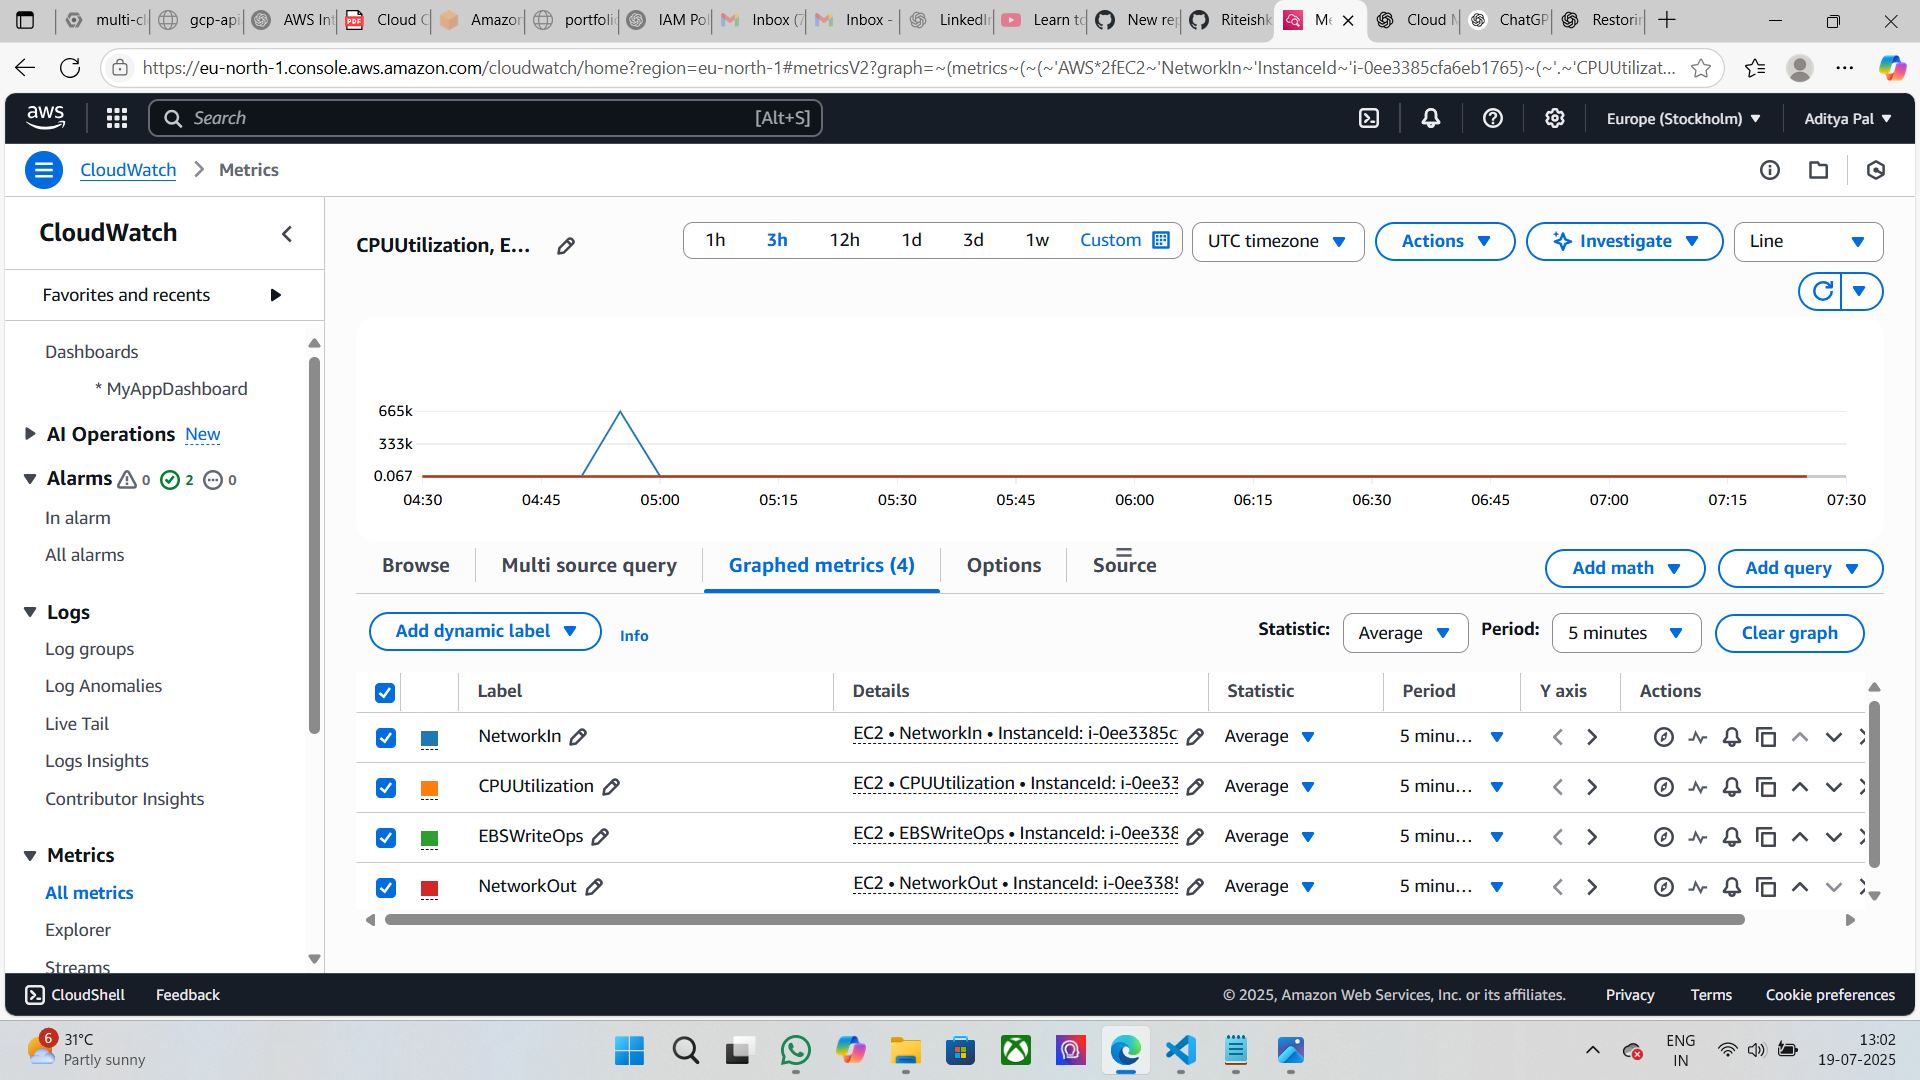 multi-cl
gcp-api
AWS Int
PDF
Cloud C
Amazon
portfolio
IAM Pol
Inbox (7
Inbox -
LinkedIn
Learn to
New rep
Riteishk
Me
Cloud M
ChatGP
Restorin
https://eu-north-1.console.aws.amazon.com/cloudwatch/home?region=eu-north-1#metricsV2?graph=~(metrics~(~(~'AWS*2fEC2~'NetworkIn~'InstanceId~'i-0ee3385cfa6eb1765)~(~'.~'CPUUtilizat...
aws
Search [Alt+S]
Europe (Stockholm)
Aditya Pal
CloudWatch > Metrics
CloudWatch
Favorites and recents
Dashboards
* MyAppDashboard
AI Operations New
Alarms 0 2 0
In alarm
All alarms
Logs
Log groups
Log Anomalies
Live Tail
Logs Insights
Contributor Insights
Metrics
All metrics
Explorer
Streams
CPUUtilization, E...
1h 3h 12h 1d 3d 1w Custom
UTC timezone
Actions
Investigate
Line
665k
333k
0.067
04:30 04:45 05:00 05:15 05:30 05:45 06:00 06:15 06:30 06:45 07:00 07:15 07:30
Browse
Multi source query
Graphed metrics (4)
Options
Source
Add math
Add query
Add dynamic label
Info
Statistic: Average
Period: 5 minutes
Clear graph
Label Details Statistic Period Y axis Actions
NetworkIn EC2 • NetworkIn • InstanceId: i-0ee3385c Average 5 minu...
CPUUtilization EC2 • CPUUtilization • InstanceId: i-0ee33 Average 5 minu...
EBSWriteOps EC2 • EBSWriteOps • InstanceId: i-0ee338 Average 5 minu...
NetworkOut EC2 • NetworkOut • InstanceId: i-0ee3385 Average 5 minu...
CloudShell
Feedback
© 2025, Amazon Web Services, Inc. or its affiliates.
Privacy
Terms
Cookie preferences
6
31°C
Partly sunny
ENG
IN
13:02
19-07-2025